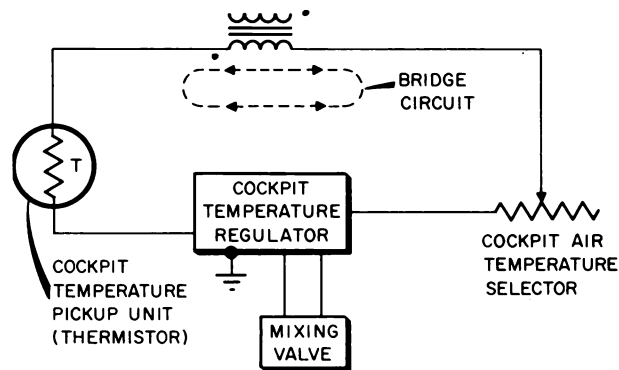 BRIDGE
CIRCUIT
T
COCKPIT
TEMPERATURE
REGULATOR
COCKPIT AIR
TEMPERATURE
SELECTOR
COCKPIT
TEMPERATURE
PICKUP UNIT
(THERMISTOR)
MIXING
VALVE